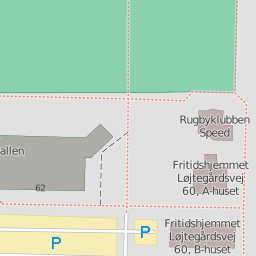 Rugbyklubben
Speed
allen
Fritidshjemmet
Løjtegårdsvej
60, A-huset
62
Fritidshjemmet
Løjtegårdsvej
60, B-huset
P
P